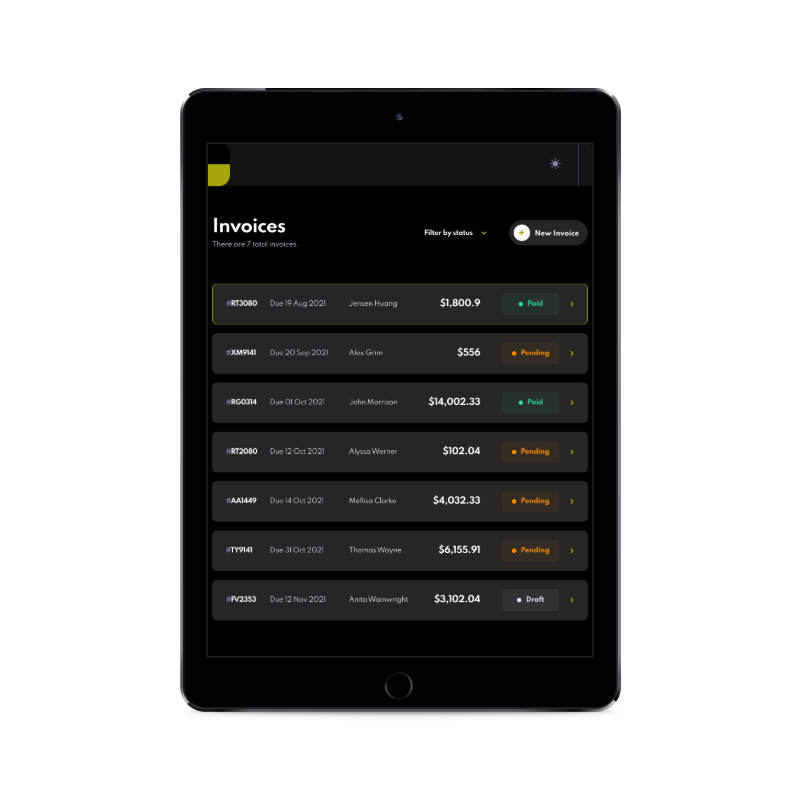 Invoices
There are 7 total invoices.
Filter by status
New Invoice
#RT3080 Due 19 Aug 2021 Jensen Huang $1,800.9 Paid
#XM9141 Due 20 Sep 2021 Alex Grim $556 Pending
#RG0314 Due 01 Oct 2021 John Morrison $14,002.33 Paid
#RT2080 Due 12 Oct 2021 Alyssa Werner $102.04 Pending
#AA1449 Due 14 Oct 2021 Mellisa Clarke $4,032.33 Pending
#TY9141 Due 31 Oct 2021 Thomas Wayne $6,155.91 Pending
#FV2353 Due 12 Nov 2021 Anita Wainwright $3,102.04 Draft